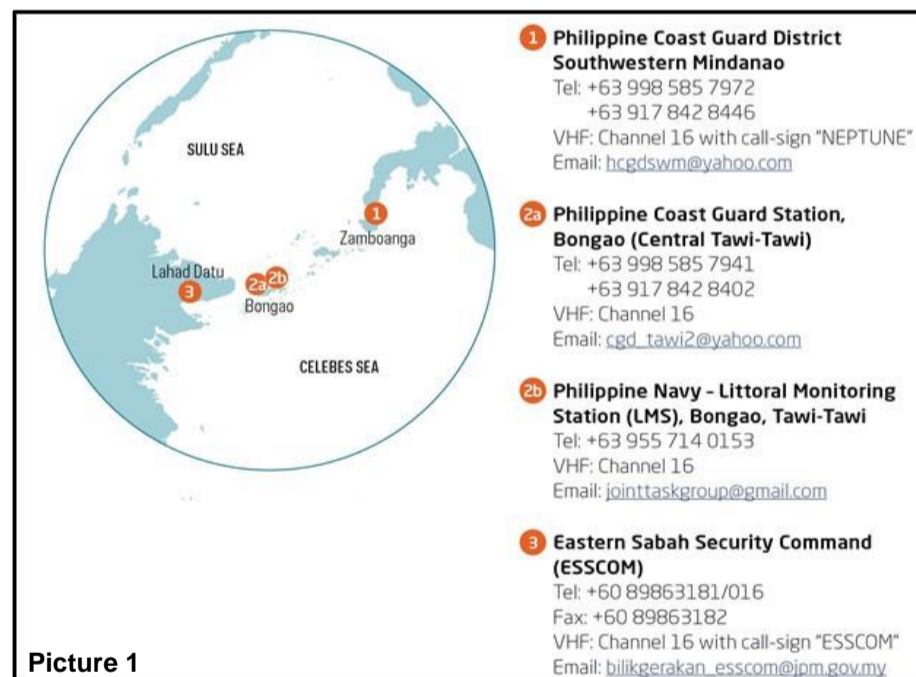 SULU SEA
1
Zamboanga
Lahad Datu
3
2a
2b
Bongao
CELEBES SEA
Picture 1
1 Philippine Coast Guard District
Southwestern Mindanao
Tel: +63 998 585 7972
+63 917 842 8446
VHF: Channel 16 with call-sign "NEPTUNE"
Email: hcgdswm@yahoo.com
2a Philippine Coast Guard Station,
Bongao (Central Tawi-Tawi)
Tel: +63 998 585 7941
+63 917 842 8402
VHF: Channel 16
Email: cgd_tawi2@yahoo.com
2b Philippine Navy – Littoral Monitoring
Station (LMS), Bongao, Tawi-Tawi
Tel: +63 955 714 0153
VHF: Channel 16
Email: jointtaskgroup@gmail.com
3 Eastern Sabah Security Command
(ESSCOM)
Tel: +60 89863181/016
Fax: +60 89863182
VHF: Channel 16 with call-sign "ESSCOM"
Email: bilikgerakan_esscom@jpm.gov.my